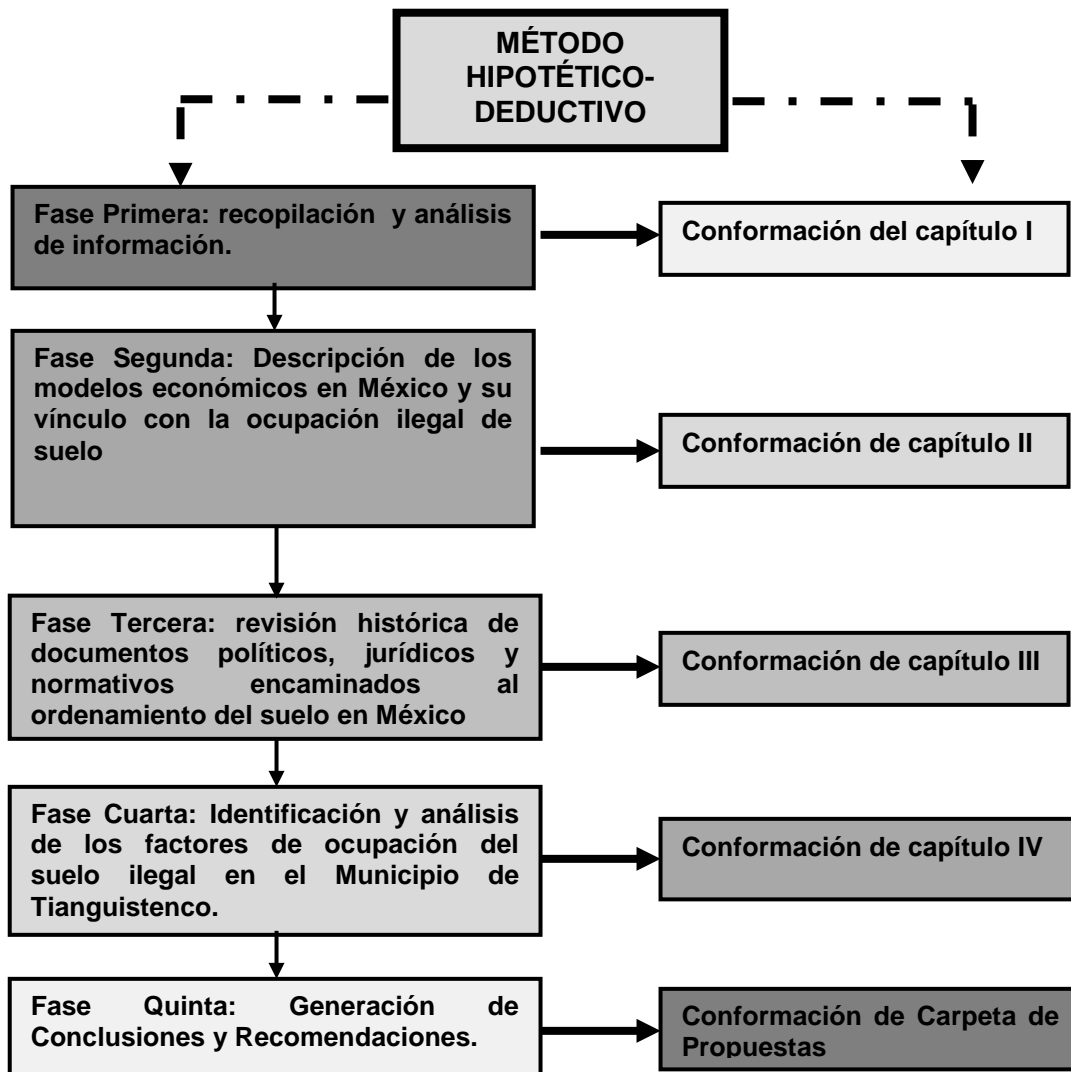 MÉTODO
HIPOTÉTICO-
DEDUCTIVO
Fase Primera: recopilación y análisis
de información.
Conformación del capítulo I
Fase Segunda: Descripción de los
modelos económicos en México y su
vínculo con la ocupación ilegal de
suelo
Conformación de capítulo II
Fase Tercera: revisión histórica de
documentos políticos, jurídicos y
normativos encaminados al
ordenamiento del suelo en México
Conformación de capítulo III
Fase Cuarta: Identificación y análisis
de los factores de ocupación del
suelo ilegal en el Municipio de
Tianguistenco.
Conformación de capítulo IV
Fase Quinta: Generación de
Conclusiones y Recomendaciones.
Conformación de Carpeta de
Propuestas